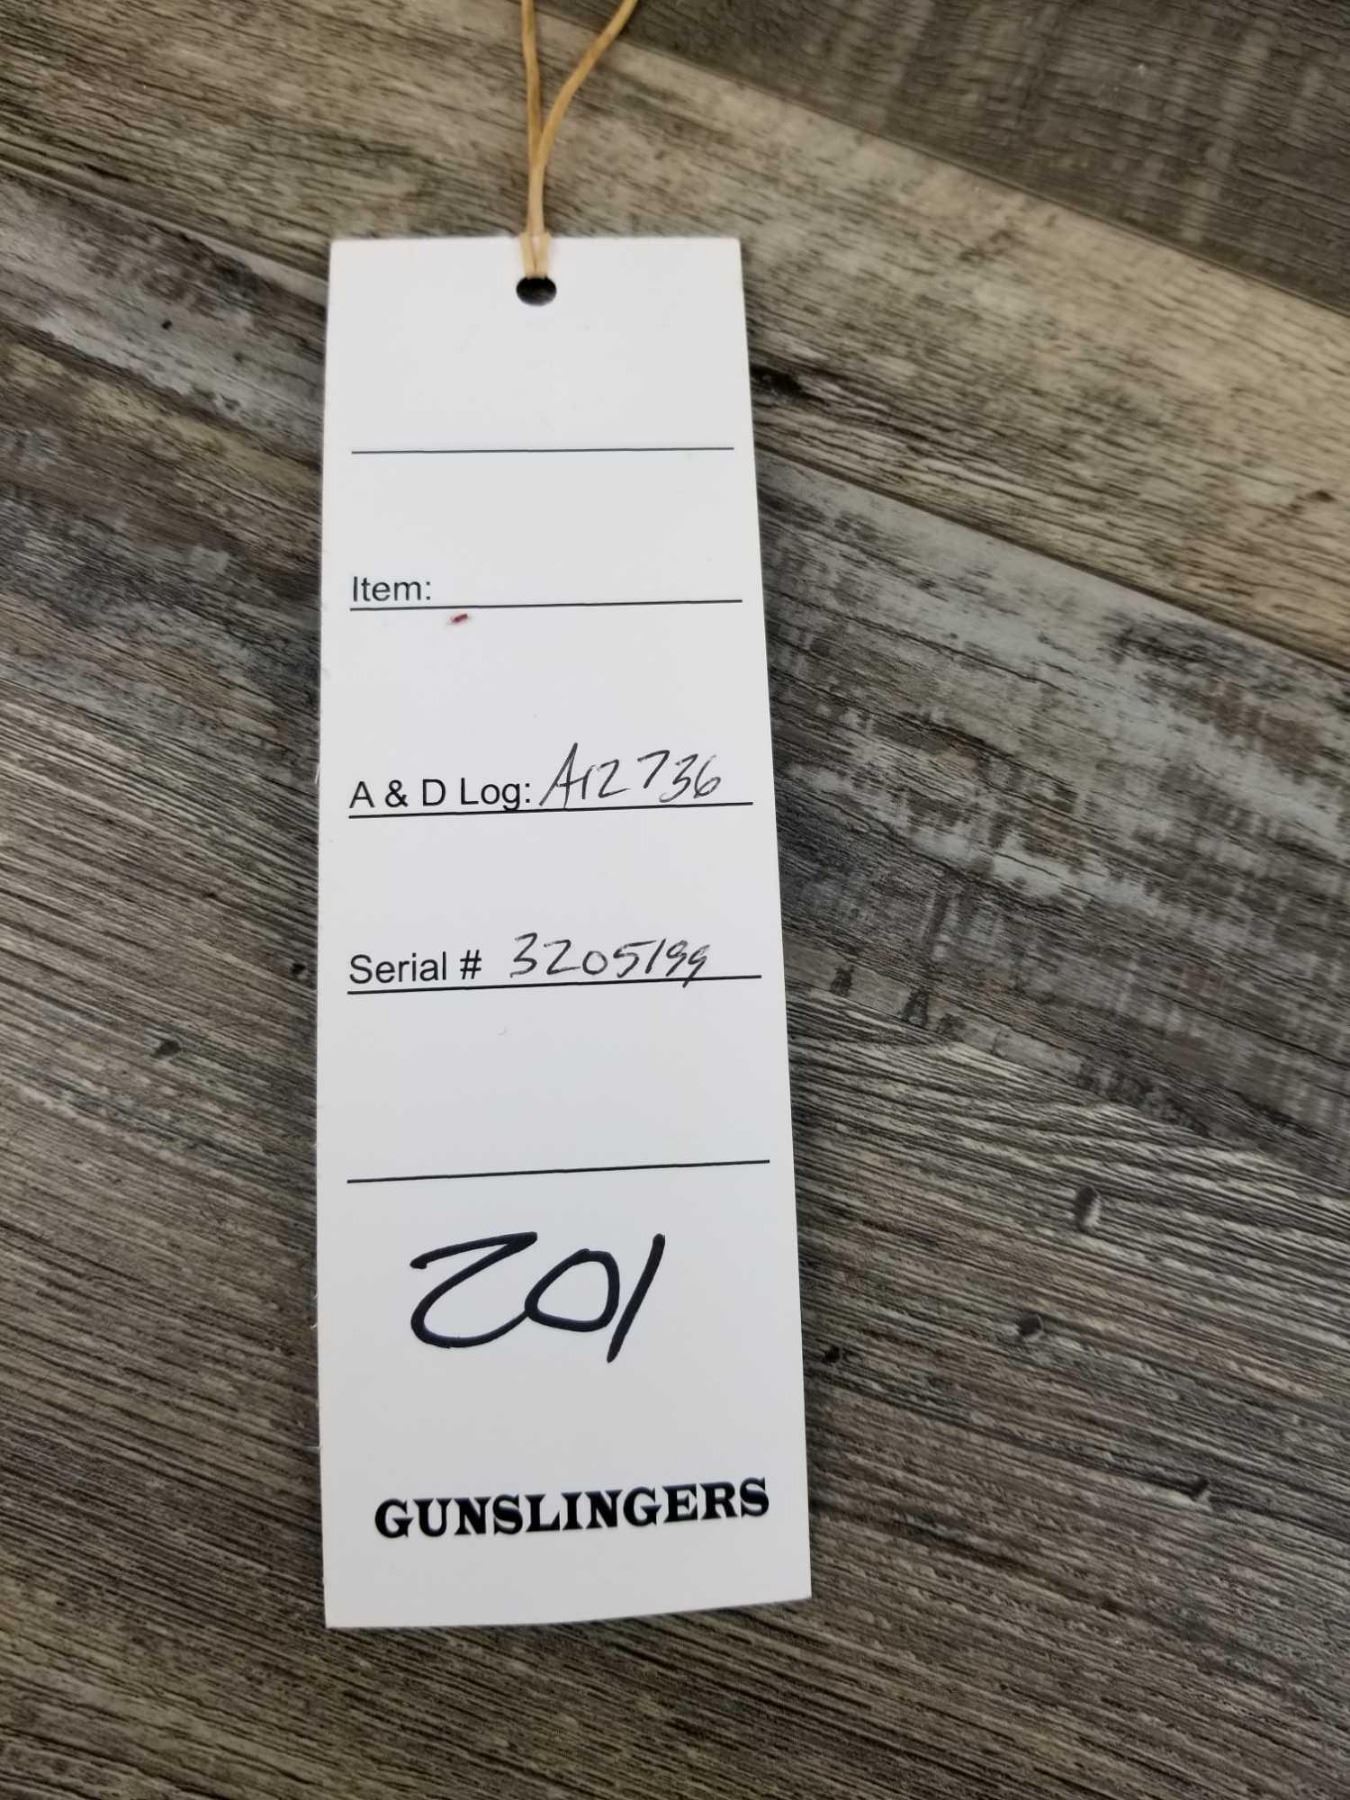 Item:
A & D Log: A12736
Serial # 3205199
201
GUNSLINGERS